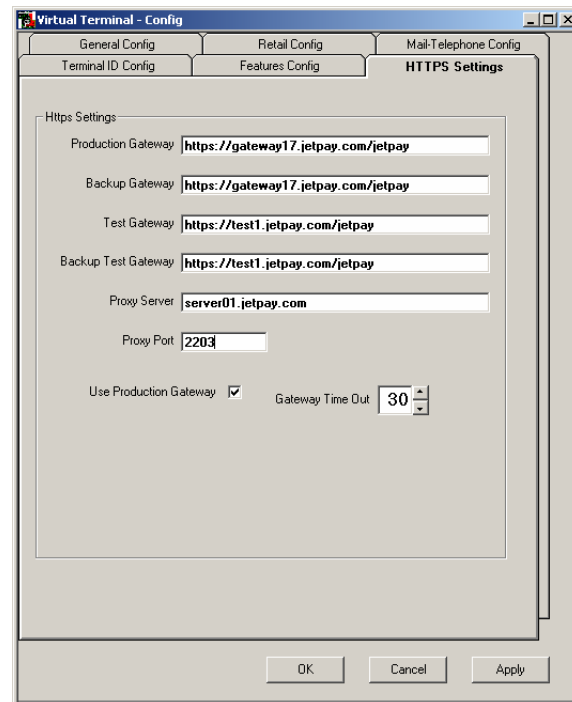 Virtual Terminal - Config
General Config Retail Config Mail-Telephone Config
Terminal ID Config Features Config HTTPS Settings
Https Settings
Production Gateway https://gateway17.jetpay.com/jetpay
Backup Gateway https://gateway17.jetpay.com/jetpay
Test Gateway https://test1.jetpay.com/jetpay
Backup Test Gateway https://test1.jetpay.com/jetpay
Proxy Server server01.jetpay.com
Proxy Port 2203
Use Production Gateway Gateway Time Out 30
OK Cancel Apply